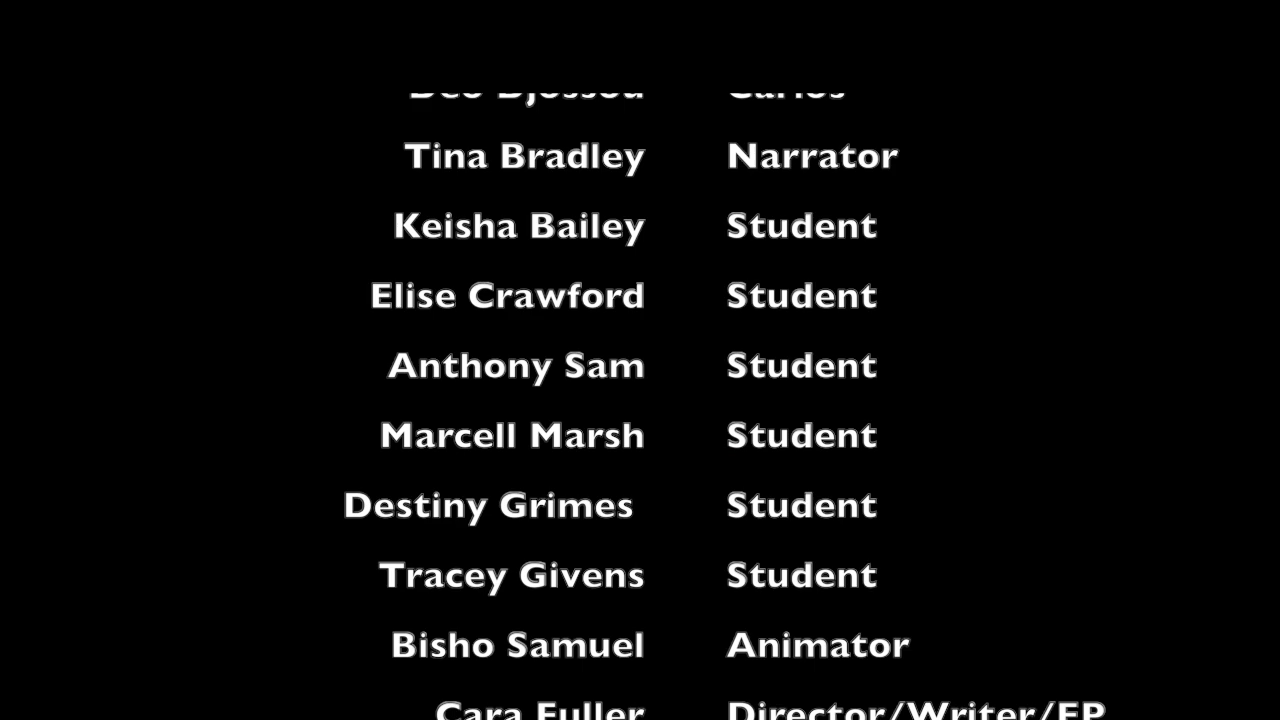 Tina Bradley Narrator
Keisha Bailey Student
Elise Crawford Student
Anthony Sam Student
Marcell Marsh Student
Destiny Grimes Student
Tracey Givens Student
Bisho Samuel Animator
Cara Fuller Director/Writer/EP